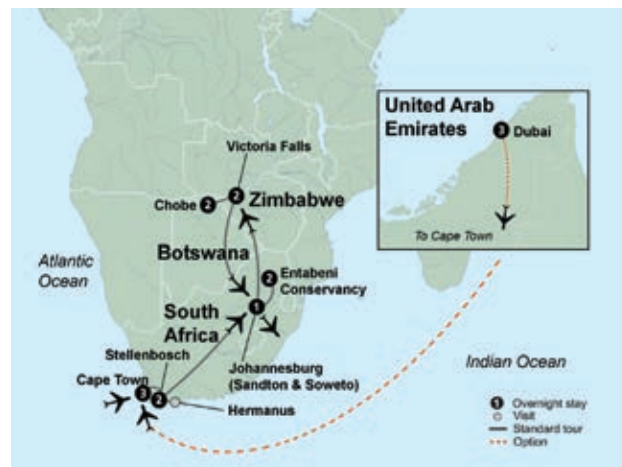 United Arab
Emirates
3 Dubai
To Cape Town
Victoria Falls
2 Zimbabwe
Chobe 2
Botswana
2 Entabeni
Conservancy
Atlantic
Ocean
South
Africa
1
Stellenbosch
Johannesburg
(Sandton & Soweto)
Cape Town
3
2
Hermanus
Indian Ocean
1 Overnight stay
Visit
Standard tour
Option